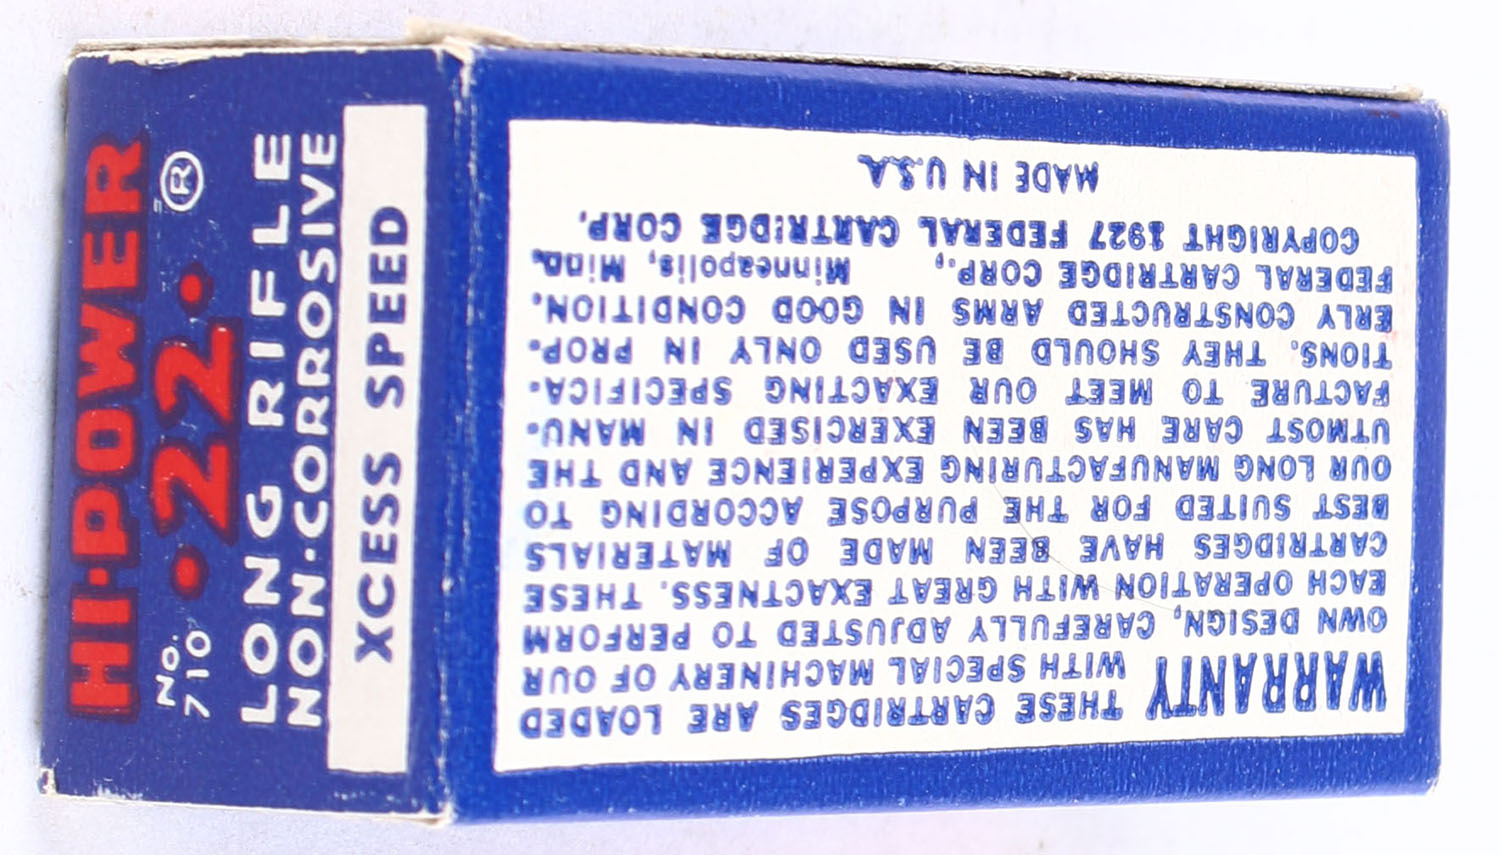 HI-POWER
No. 710 .22. ®
LONG RIFLE
NON-CORROSIVE
XCESS SPEED
WARRANTY THESE CARTRIDGES ARE LOADED
WITH SPECIAL MACHINERY OF OUR
OWN DESIGN, CAREFULLY ADJUSTED TO PERFORM
EACH OPERATION WITH GREAT EXACTNESS. THESE
CARTRIDGES HAVE BEEN MADE OF MATERIALS
BEST SUITED FOR THE PURPOSE ACCORDING TO
OUR LONG MANUFACTURING EXPERIENCE AND THE
UTMOST CARE HAS BEEN EXERCISED IN MANU-
FACTURE TO MEET OUR EXACTING SPECIFICA-
TIONS. THEY SHOULD BE USED ONLY IN PROP-
ERLY CONSTRUCTED ARMS IN GOOD CONDITION.
FEDERAL CARTRIDGE CORP., Minneapolis, Minn.
COPYRIGHT 1927 FEDERAL CARTRIDGE CORP.
MADE IN U.S.A.